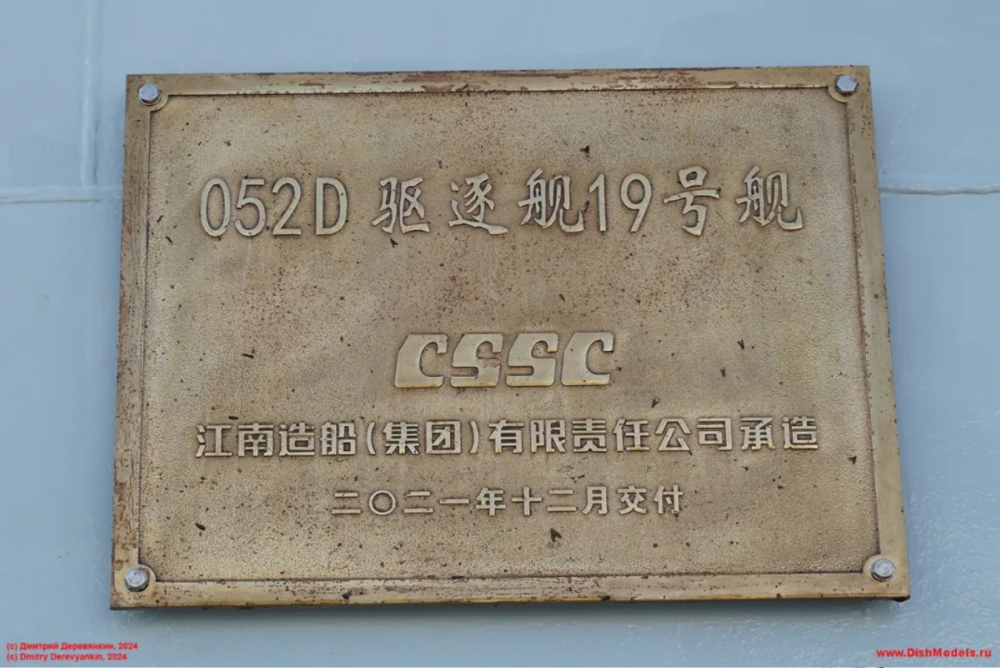 052D 驱逐舰19号舰
CSSC
江南造船(集团)有限责任公司承造
二〇二一年十二月交付
(c) Дмитрий Деревянкин, 2024
(c) Dmitry Derevyankin, 2024
www.DishModels.ru